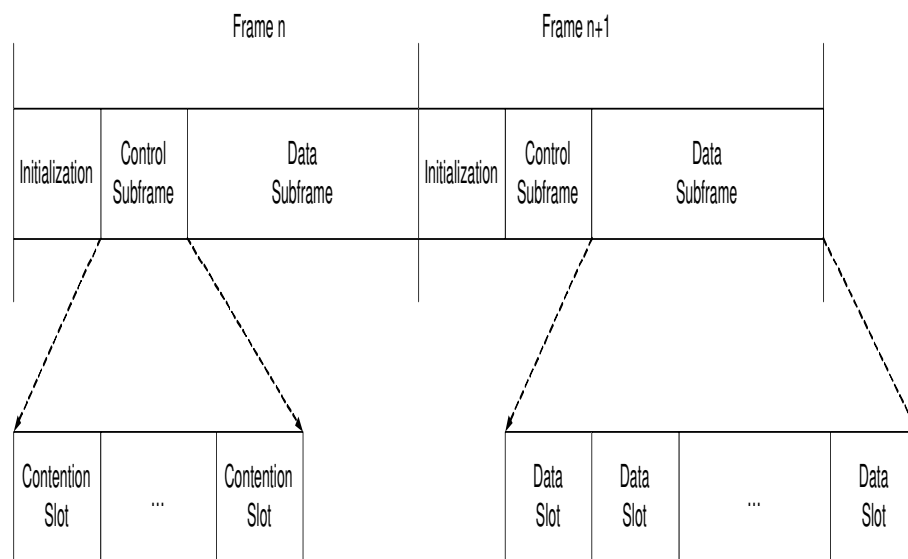 Frame n
Frame n+1
Initialization
Control
Subframe
Data
Subframe
Initialization
Control
Subframe
Data
Subframe
Contention
Slot
...
Contention
Slot
Data
Slot
Data
Slot
...
Data
Slot